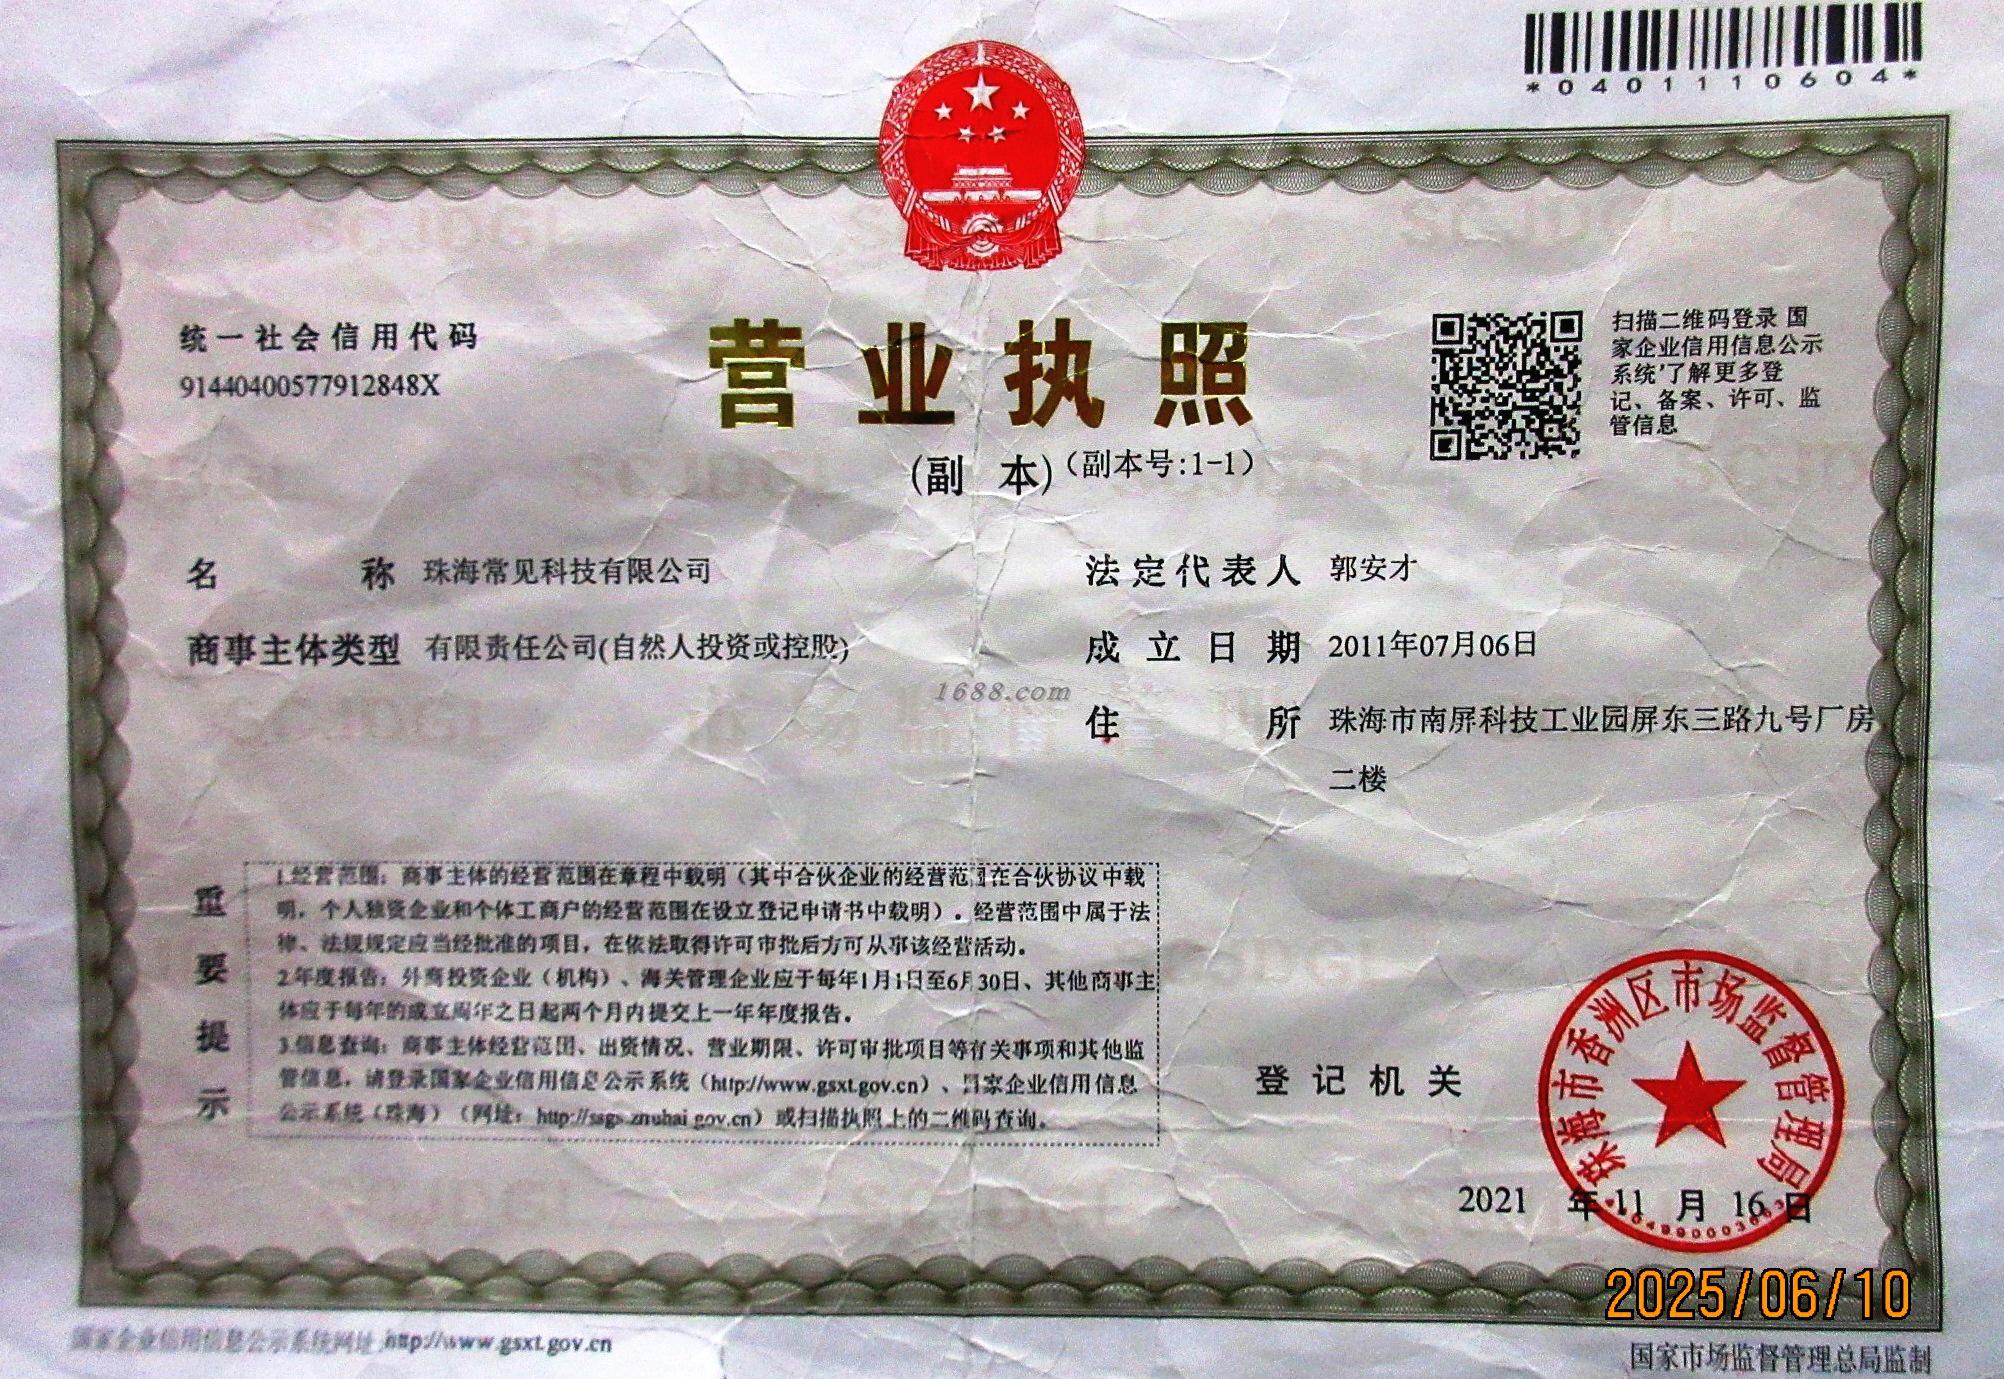 *0401110604*
统一社会信用代码
91440400577912848X
营业执照
(副 本)(副本号:1-1)
扫描二维码登录 国
家企业信用信息公示
系统'了解更多登
记、备案、许可、监
管信息
名 称 珠海常见科技有限公司
商事主体类型 有限责任公司(自然人投资或控股)
法定代表人 郭安才
成立日期 2011年07月06日
住 所 珠海市南屏科技工业园屏东三路九号厂房
二楼
1688.com
重要提示
1.经营范围：商事主体的经营范围在章程中载明（其中合伙企业的经营范围在合伙协议中载
明，个人独资企业和个体工商户的经营范围在设立登记申请书中载明）。经营范围中属于法
律、法规规定应当经批准的项目，在依法取得许可审批后方可从事该经营活动。
2.年度报告：外商投资企业（机构）、海关管理企业应于每年1月1日至6月30日、其他商事主
体应于每年的成立周年之日起两个月内提交上一年年度报告。
3.信息查询：商事主体经营范围、出资情况、营业期限、许可审批项目等有关事项和其他监
管信息，请登录国家企业信用信息公示系统（http://www.gsxt.gov.cn）、国家企业信用信息
公示系统（珠海）（网址：http://ssgs.zhuhai.gov.cn）或扫描执照上的二维码查询。
登记机关
珠海市香洲区市场监督管理局
2021 年 11 月 16 日
2025/06/10
国家企业信用信息公示系统网址:http://www.gsxt.gov.cn
国家市场监督管理总局监制